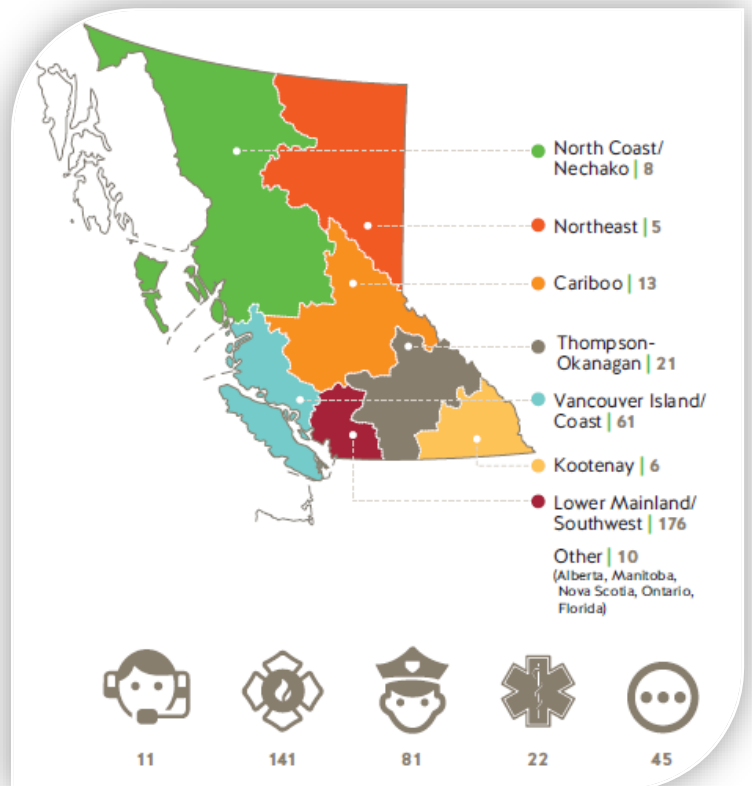 North Coast/
Nechako | 8
Northeast | 5
Cariboo | 13
Thompson-
Okanagan | 21
Vancouver Island/
Coast | 61
Kootenay | 6
Lower Mainland/
Southwest | 176
Other | 10
(Alberta, Manitoba,
Nova Scotia, Ontario,
Florida)
11 141 81 22 45